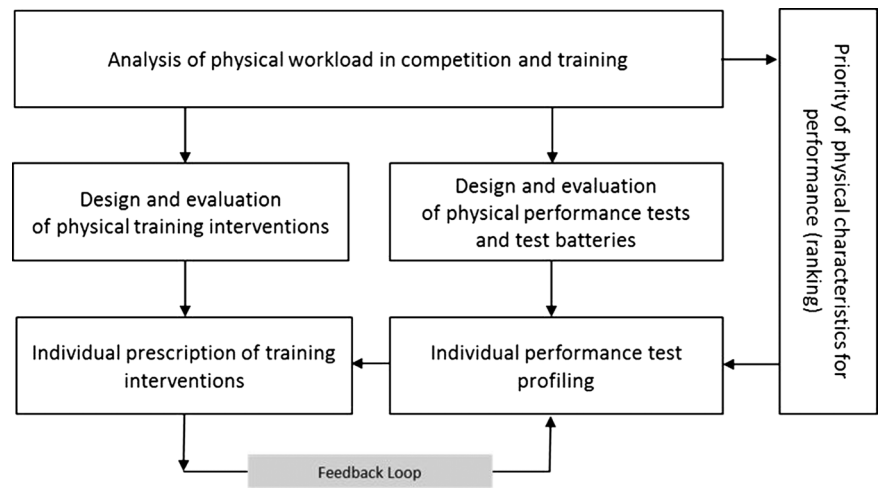 Analysis of physical workload in competition and training
Priority of physical characteristics for
performance (ranking)
Design and evaluation
of physical training interventions
Design and evaluation
of physical performance tests
and test batteries
Individual prescription of training
interventions
Individual performance test
profiling
Feedback Loop